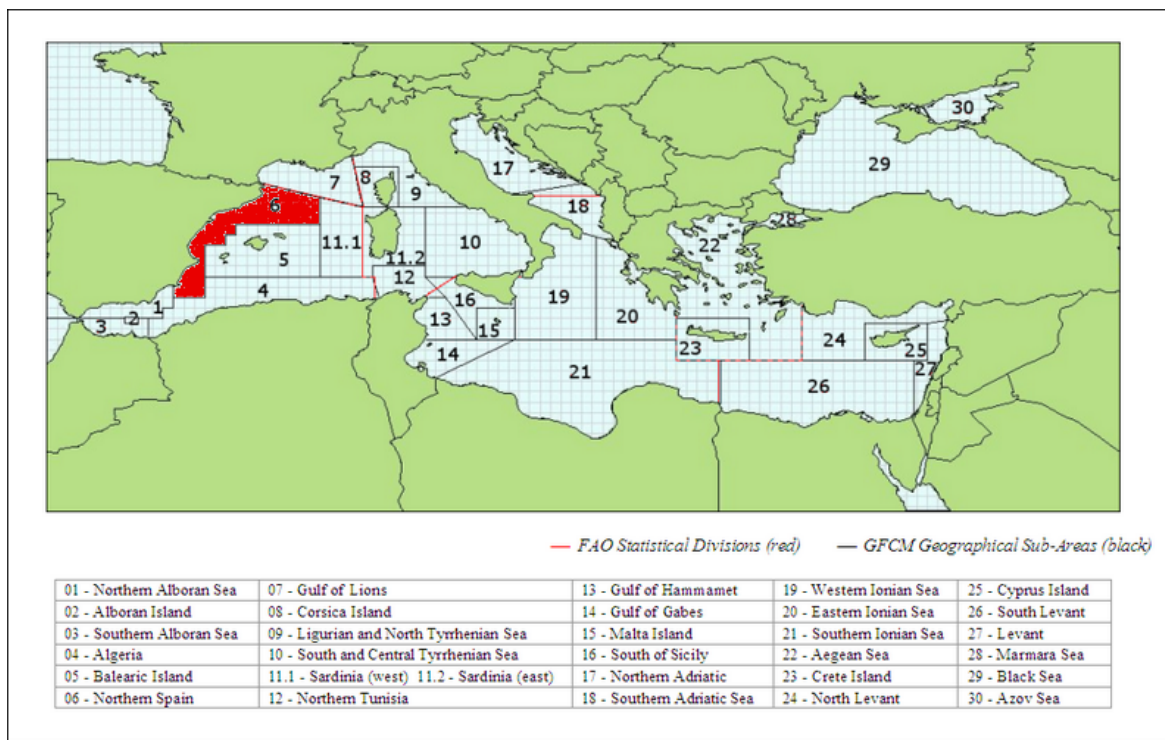 30
29
17
7
8
9
6
18
28
22
10
11.1
11.2
5
12
4
16
19
1
13
20
3
2
15
23
24
25
14
27
21
26
FAO Statistical Divisions (red)
GFCM Geographical Sub-Areas (black)
01 - Northern Alboran Sea
07 - Gulf of Lions
13 - Gulf of Hammamet
19 - Western Ionian Sea
25 - Cyprus Island
02 - Alboran Island
08 - Corsica Island
14 - Gulf of Gabes
20 - Eastern Ionian Sea
26 - South Levant
03 - Southern Alboran Sea
09 - Ligurian and North Tyrrhenian Sea
15 - Malta Island
21 - Southern Ionian Sea
27 - Levant
04 - Algeria
10 - South and Central Tyrrhenian Sea
16 - South of Sicily
22 - Aegean Sea
28 - Marmara Sea
05 - Balearic Island
11.1 - Sardinia (west) 11.2 - Sardinia (east)
17 - Northern Adriatic
23 - Crete Island
29 - Black Sea
06 - Northern Spain
12 - Northern Tunisia
18 - Southern Adriatic Sea
24 - North Levant
30 - Azov Sea